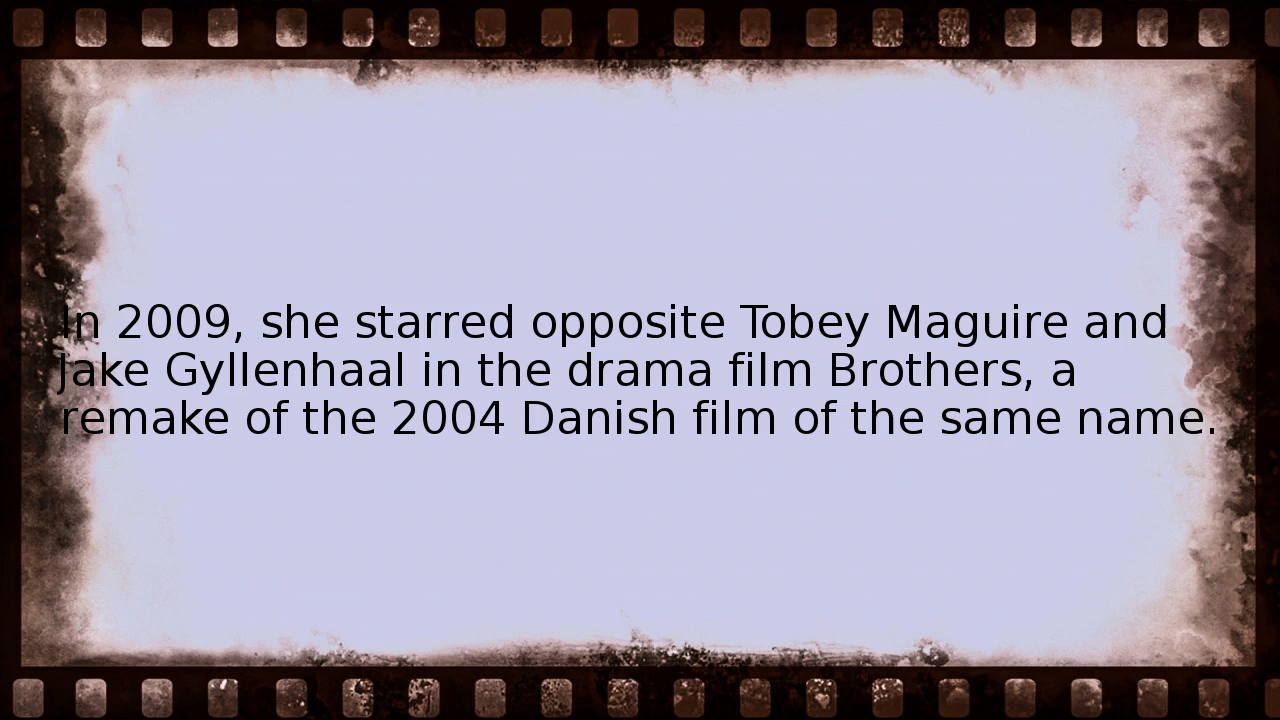 In 2009, she starred opposite Tobey Maguire and
Jake Gyllenhaal in the drama film Brothers, a
remake of the 2004 Danish film of the same name.